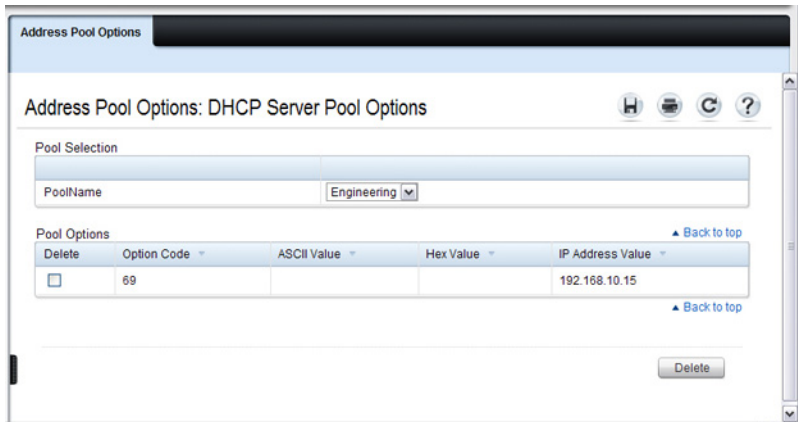 Address Pool Options
Address Pool Options: DHCP Server Pool Options
?
Pool Selection
PoolName Engineering
Pool Options Back to top
Delete Option Code ASCII Value Hex Value IP Address Value
69 192.168.10.15
Back to top
Delete